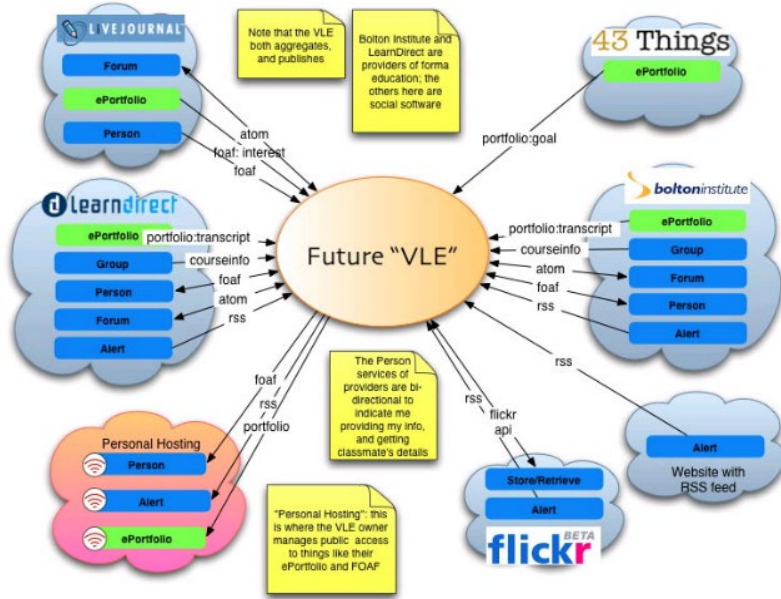 LIVEJOURNAL
Forum
ePortfolio
Person
Note that the VLE
both aggregates,
and publishes
Bolton Institute and
LearnDirect are
providers of forma
education; the
others here are
social software
43 Things
ePortfolio
atom
foaf: interest
foaf
portfolio:goal
learndirect
ePortfolio
Group
Person
Forum
Alert
portfolio:transcript
courseinfo
foaf
atom
rss
Future "VLE"
portfolio:transcript
courseinfo
atom
foaf
rss
boltoninstitute
ePortfolio
Group
Forum
Person
Alert
foaf
rss
portfolio
The Person
services of
providers are bi-
directional to
indicate me
providing my info,
and getting
classmate's details
rss
flickr
api
rss
Personal Hosting
Person
Alert
ePortfolio
"Personal Hosting": this
is where the VLE owner
manages public access
to things like their
ePortfolio and FOAF
Store/Retrieve
Alert
flickr
BETA
Alert
Website with
RSS feed